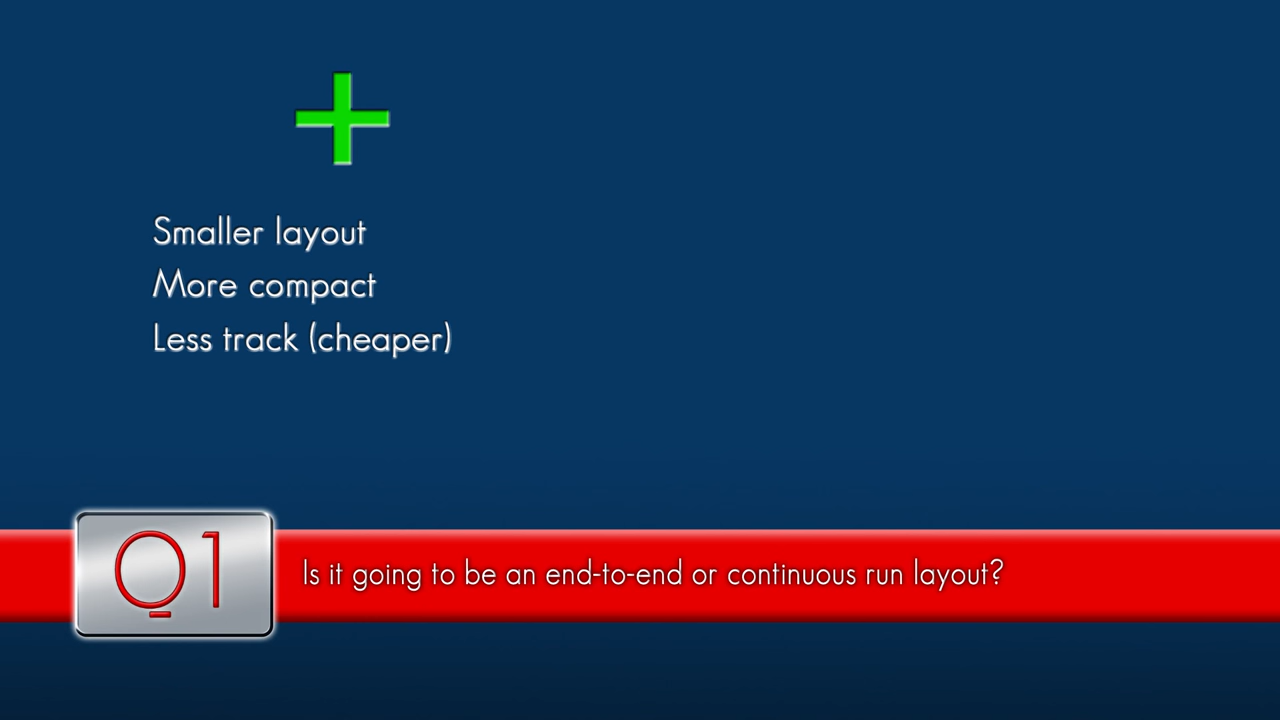 Smaller layout
More compact
Less track (cheaper)
Q1
Is it going to be an end-to-end or continuous run layout?